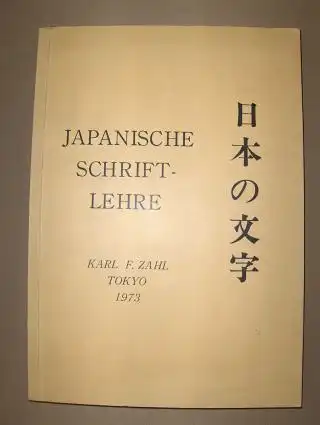 JAPANISCHE
SCHRIFT-
LEHRE
KARL F. ZAHL
TOKYO
1973
日本の文字